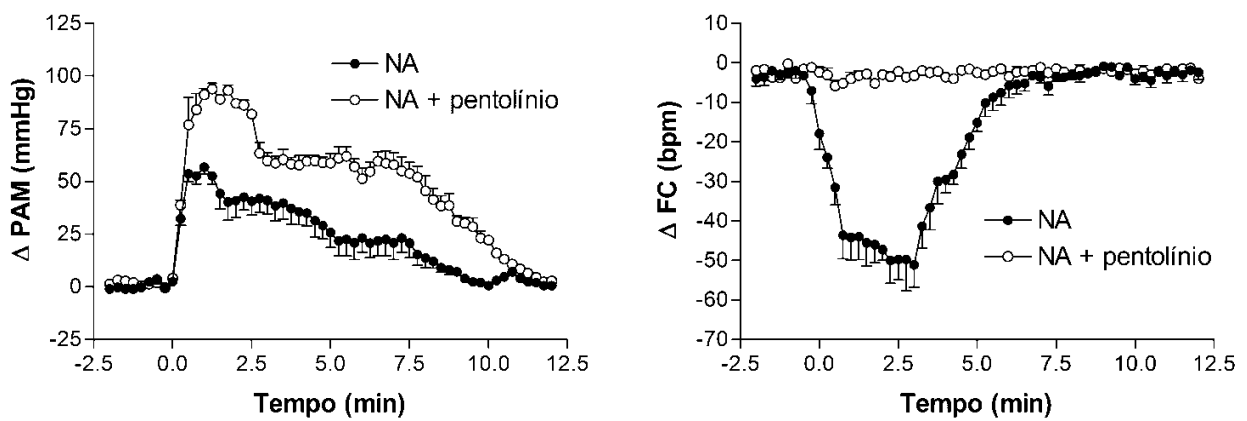 125
100
75
50
25
0
-25
Δ PAM (mmHg)
NA
NA + pentolínio
-2.5 0.0 2.5 5.0 7.5 10.0 12.5
Tempo (min)
10
0
-10
-20
-30
-40
-50
-60
-70
Δ FC (bpm)
NA
NA + pentolínio
-2.5 0.0 2.5 5.0 7.5 10.0 12.5
Tempo (min)